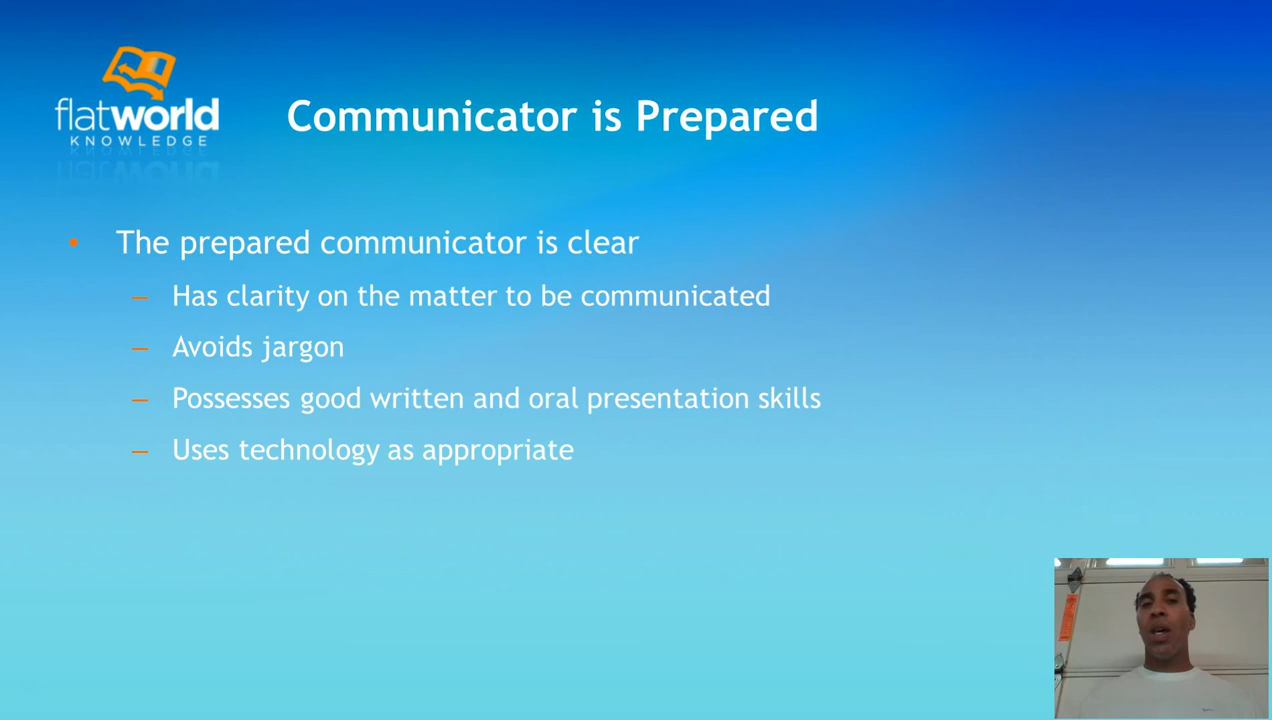 flatworld
KNOWLEDGE
Communicator is Prepared
• The prepared communicator is clear
– Has clarity on the matter to be communicated
– Avoids jargon
– Possesses good written and oral presentation skills
– Uses technology as appropriate